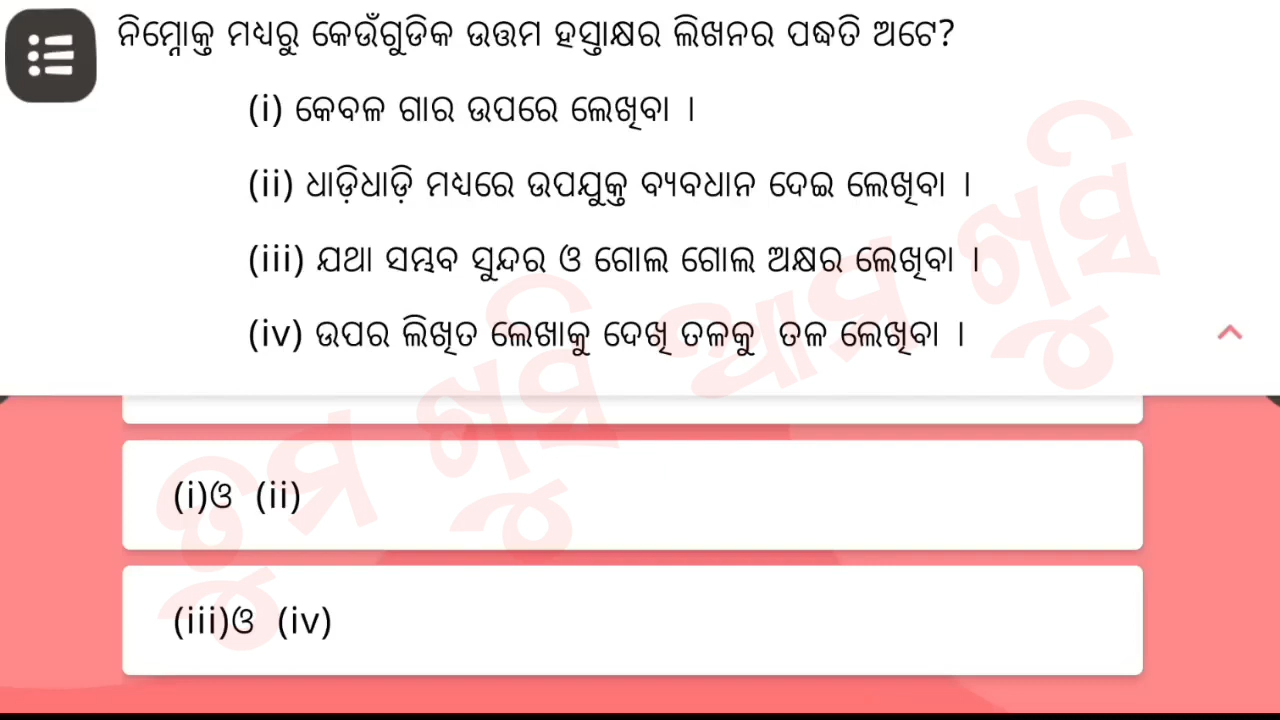 ନିମ୍ନୋକ୍ତ ମଧ୍ୟରୁ କେଉଁଗୁଡିକ ଉତ୍ତମ ହସ୍ତାକ୍ଷର ଲିଖନର ପଦ୍ଧତି ଅଟେ?
(i) କେବଳ ଗାର ଉପରେ ଲେଖିବା ।
(ii) ଧାଡ଼ିଧାଡ଼ି ମଧ୍ୟରେ ଉପଯୁକ୍ତ ବ୍ୟବଧାନ ଦେଇ ଲେଖିବା ।
(iii) ଯଥା ସମ୍ଭବ ସୁନ୍ଦର ଓ ଗୋଲ ଗୋଲ ଅକ୍ଷର ଲେଖିବା ।
(iv) ଉପର ଲିଖିତ ଲେଖାକୁ ଦେଖି ତଳକୁ ତଳ ଲେଖିବା ।
(i)ଓ (ii)
(iii)ଓ (iv)
ତୁମ ଖୁସି ଆମ ଖୁସି